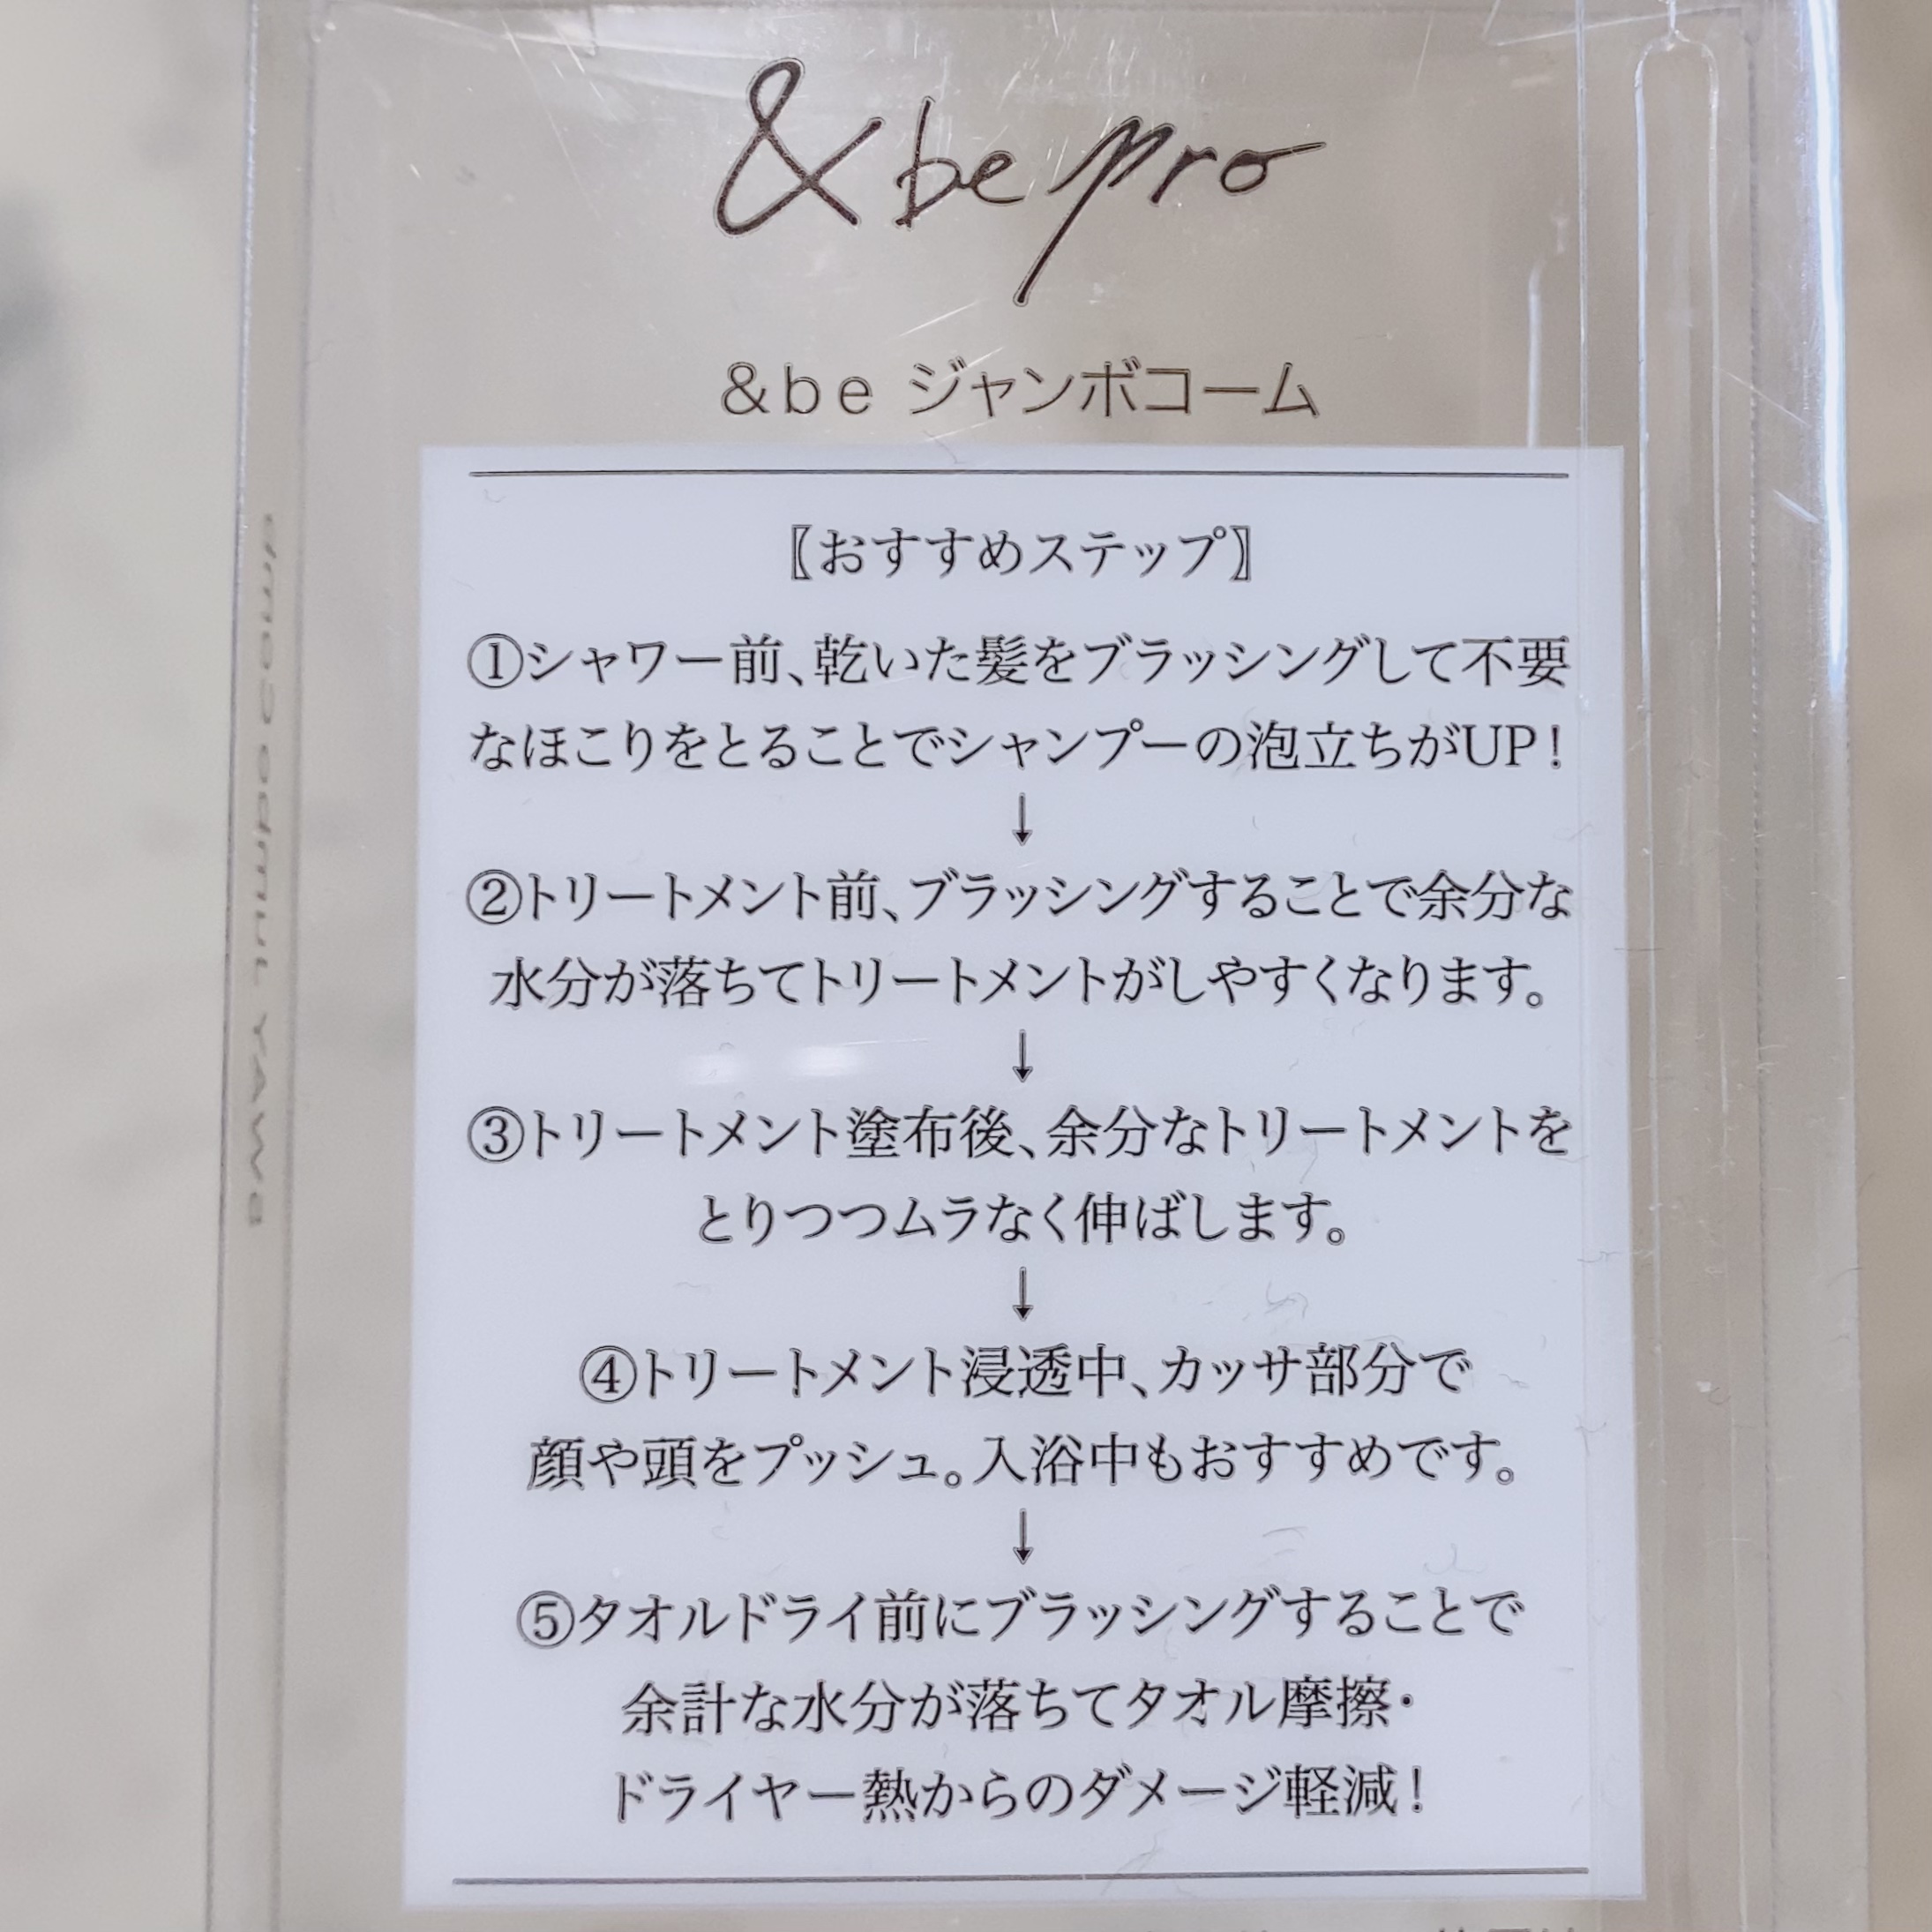 & be pro
＆ｂｅ ジャンボコーム
〖おすすめステップ〗
①シャワー前、乾いた髪をブラッシングして不要
なほこりをとることでシャンプーの泡立ちがUP！
↓
②トリートメント前、ブラッシングすることで余分な
水分が落ちてトリートメントがしやすくなります。
↓
③トリートメント塗布後、余分なトリートメントを
とりつつムラなく伸ばします。
↓
④トリートメント浸透中、カッサ部分で
顔や頭をプッシュ。入浴中もおすすめです。
↓
⑤タオルドライ前にブラッシングすることで
余計な水分が落ちてタオル摩擦・
ドライヤー熱からのダメージ軽減！